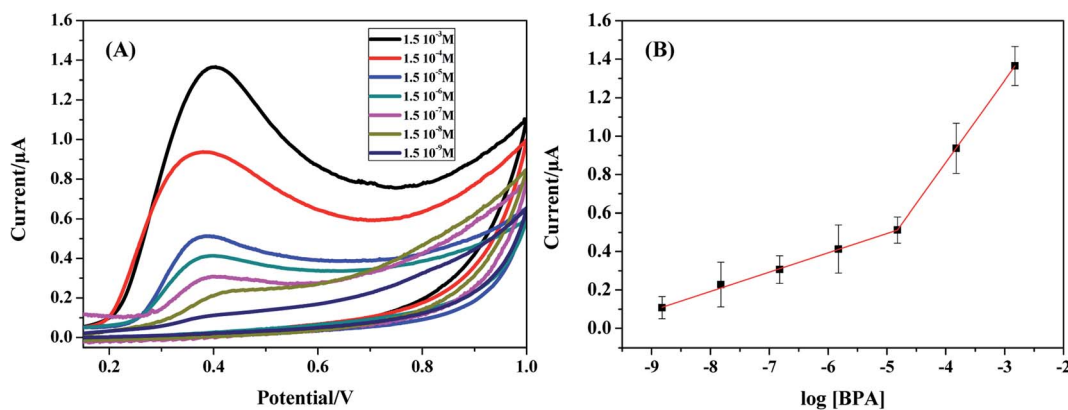 (A)
1.5 10⁻³M
1.5 10⁻⁴M
1.5 10⁻⁵M
1.5 10⁻⁶M
1.5 10⁻⁷M
1.5 10⁻⁸M
1.5 10⁻⁹M
1.6
1.4
1.2
1.0
0.8
0.6
0.4
0.2
0.0
Current/μA
0.2 0.4 0.6 0.8 1.0
Potential/V
(B)
1.6
1.4
1.2
1.0
0.8
0.6
0.4
0.2
0.0
Current/μA
-9 -8 -7 -6 -5 -4 -3 -2
log [BPA]